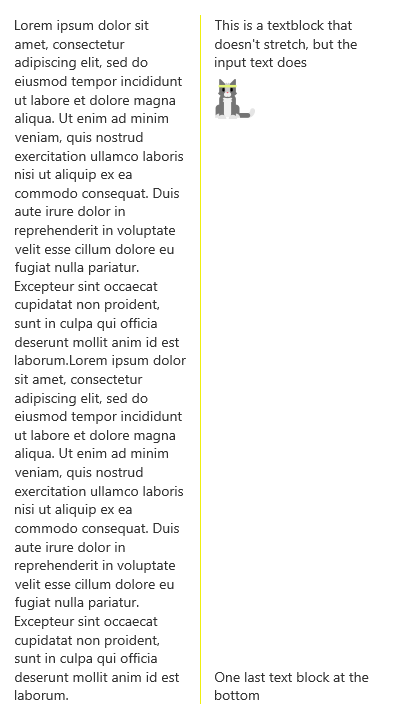 Lorem ipsum dolor sit
amet, consectetur
adipiscing elit, sed do
eiusmod tempor incididunt
ut labore et dolore magna
aliqua. Ut enim ad minim
veniam, quis nostrud
exercitation ullamco laboris
nisi ut aliquip ex ea
commodo consequat. Duis
aute irure dolor in
reprehenderit in voluptate
velit esse cillum dolore eu
fugiat nulla pariatur.
Excepteur sint occaecat
cupidatat non proident,
sunt in culpa qui officia
deserunt mollit anim id est
laborum.Lorem ipsum dolor
sit amet, consectetur
adipiscing elit, sed do
eiusmod tempor incididunt
ut labore et dolore magna
aliqua. Ut enim ad minim
veniam, quis nostrud
exercitation ullamco laboris
nisi ut aliquip ex ea
commodo consequat. Duis
aute irure dolor in
reprehenderit in voluptate
velit esse cillum dolore eu
fugiat nulla pariatur.
Excepteur sint occaecat
cupidatat non proident,
sunt in culpa qui officia
deserunt mollit anim id est
laborum.
This is a textblock that
doesn't stretch, but the
input text does
One last text block at the
bottom